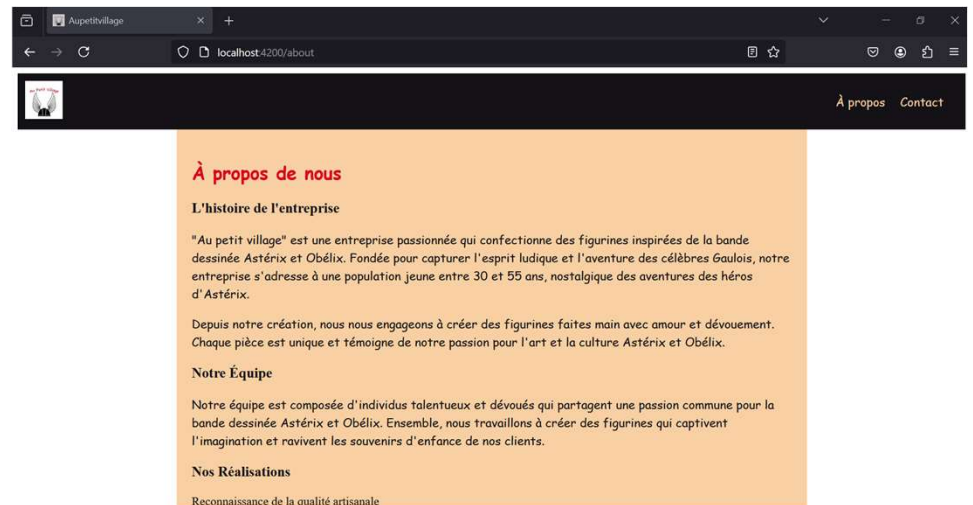 Aupetitvillage
localhost:4200/about
Au Petit Village
À propos Contact
À propos de nous
L'histoire de l'entreprise
"Au petit village" est une entreprise passionnée qui confectionne des figurines inspirées de la bande
dessinée Astérix et Obélix. Fondée pour capturer l'esprit ludique et l'aventure des célèbres Gaulois, notre
entreprise s'adresse à une population jeune entre 30 et 55 ans, nostalgique des aventures des héros
d'Astérix.
Depuis notre création, nous nous engageons à créer des figurines faites main avec amour et dévouement.
Chaque pièce est unique et témoigne de notre passion pour l'art et la culture Astérix et Obélix.
Notre Équipe
Notre équipe est composée d'individus talentueux et dévoués qui partagent une passion commune pour la
bande dessinée Astérix et Obélix. Ensemble, nous travaillons à créer des figurines qui captivent
l'imagination et ravivent les souvenirs d'enfance de nos clients.
Nos Réalisations
Reconnaissance de la qualité artisanale